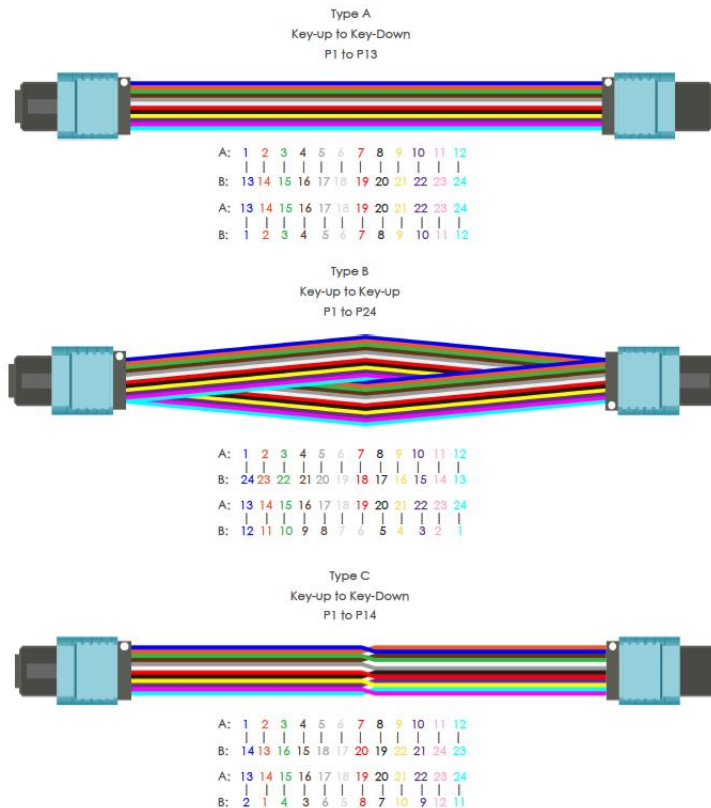 Type A
Key-up to Key-Down
P1 to P13
A: 1 2 3 4 5 6 7 8 9 10 11 12
B: 13 14 15 16 17 18 19 20 21 22 23 24
A: 13 14 15 16 17 18 19 20 21 22 23 24
B: 1 2 3 4 5 6 7 8 9 10 11 12
Type B
Key-up to Key-up
P1 to P24
A: 1 2 3 4 5 6 7 8 9 10 11 12
B: 24 23 22 21 20 19 18 17 16 15 14 13
A: 13 14 15 16 17 18 19 20 21 22 23 24
B: 12 11 10 9 8 7 6 5 4 3 2 1
Type C
Key-up to Key-Down
P1 to P14
A: 1 2 3 4 5 6 7 8 9 10 11 12
B: 14 13 16 15 18 17 20 19 22 21 24 23
A: 13 14 15 16 17 18 19 20 21 22 23 24
B: 2 1 4 3 6 5 8 7 10 9 12 11